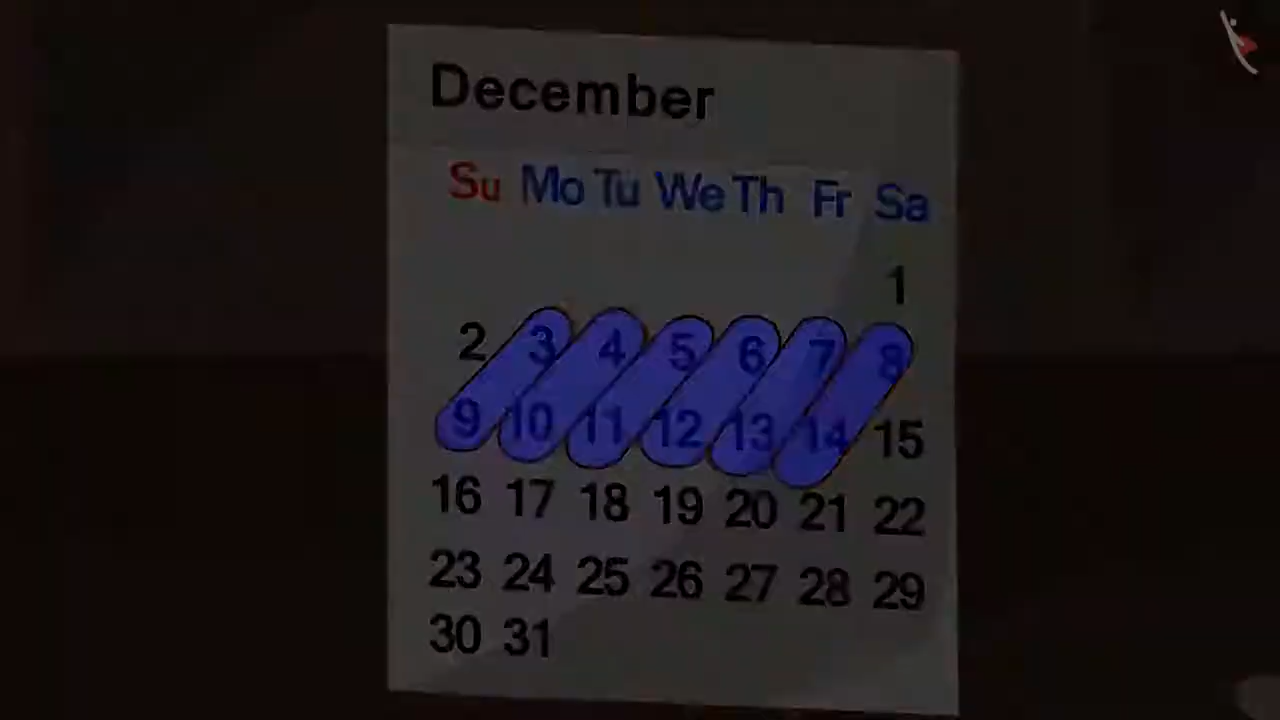 December
Su Mo Tu We Th Fr Sa
1
2 3 4 5 6 7 8
9 10 11 12 13 14 15
16 17 18 19 20 21 22
23 24 25 26 27 28 29
30 31